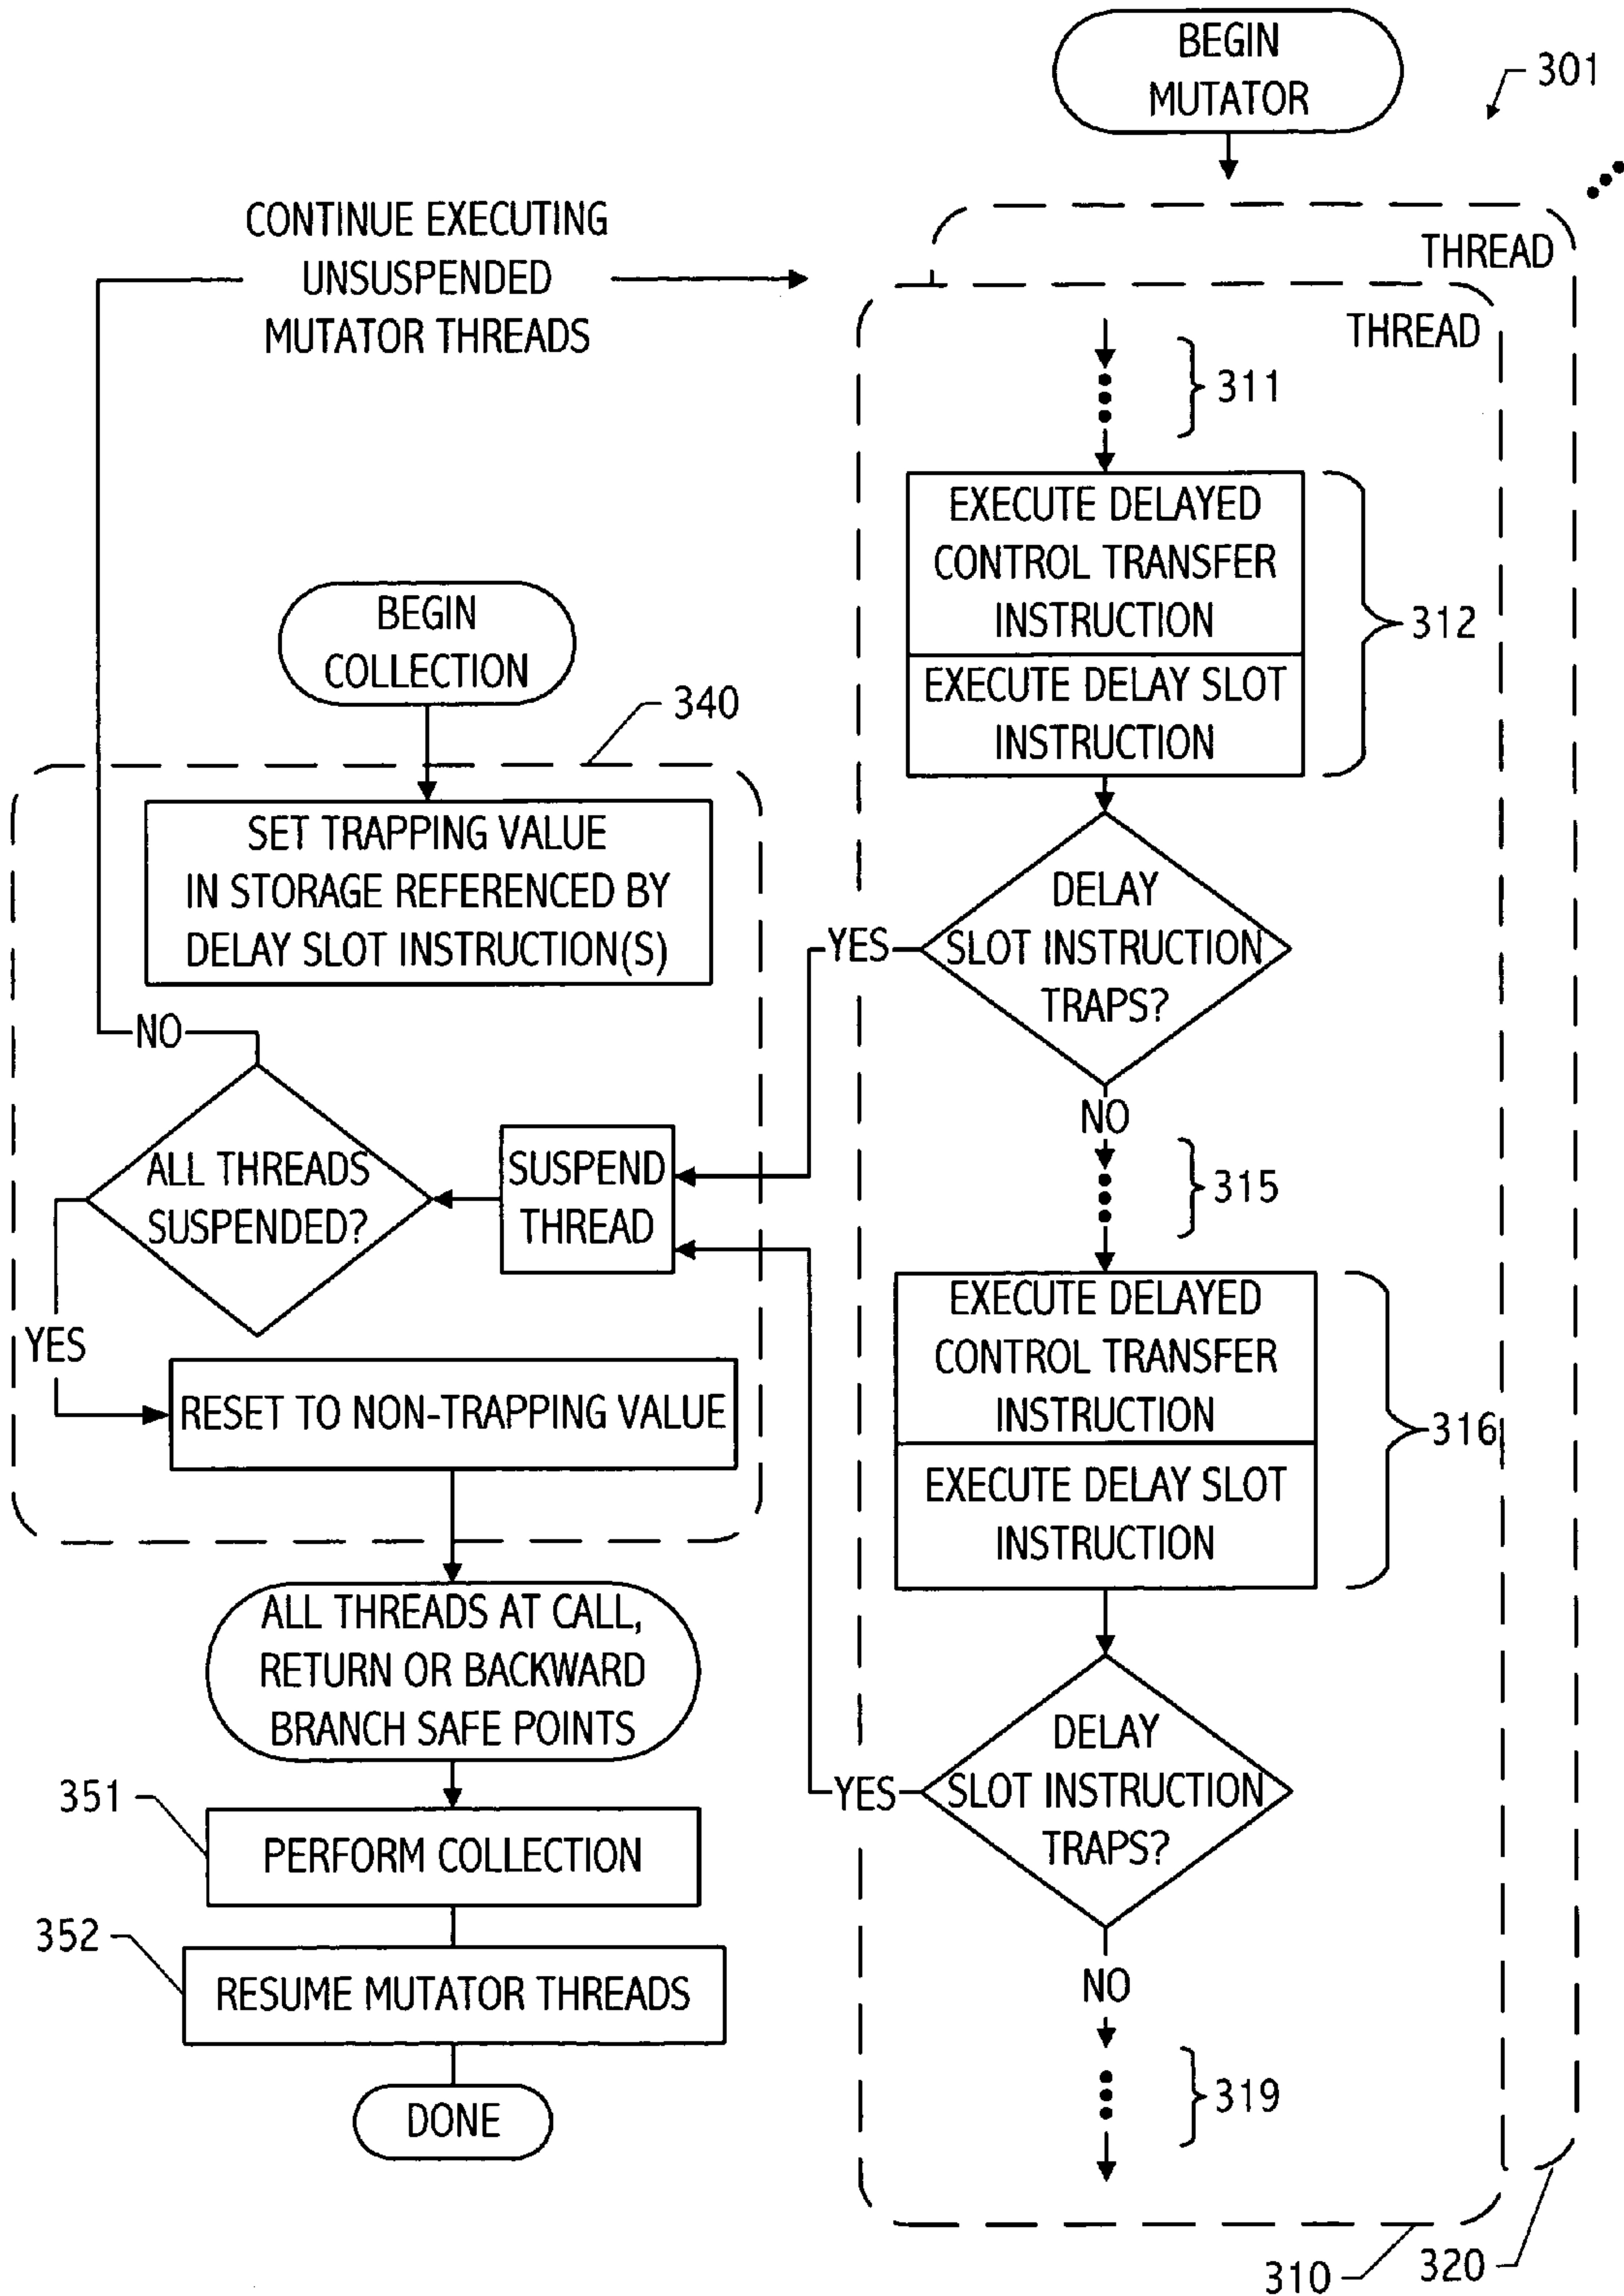 BEGIN
MUTATOR
301
CONTINUE EXECUTING
UNSUSPENDED
MUTATOR THREADS
THREAD
THREAD
311
EXECUTE DELAYED
CONTROL TRANSFER
INSTRUCTION
EXECUTE DELAY SLOT
INSTRUCTION
312
BEGIN
COLLECTION
340
SET TRAPPING VALUE
IN STORAGE REFERENCED BY
DELAY SLOT INSTRUCTION(S)
DELAY
SLOT INSTRUCTION
TRAPS?
YES
NO
NO
315
ALL THREADS
SUSPENDED?
SUSPEND
THREAD
YES
RESET TO NON-TRAPPING VALUE
EXECUTE DELAYED
CONTROL TRANSFER
INSTRUCTION
EXECUTE DELAY SLOT
INSTRUCTION
316
ALL THREADS AT CALL,
RETURN OR BACKWARD
BRANCH SAFE POINTS
DELAY
SLOT INSTRUCTION
TRAPS?
YES
NO
351
PERFORM COLLECTION
352
RESUME MUTATOR THREADS
DONE
319
310
320